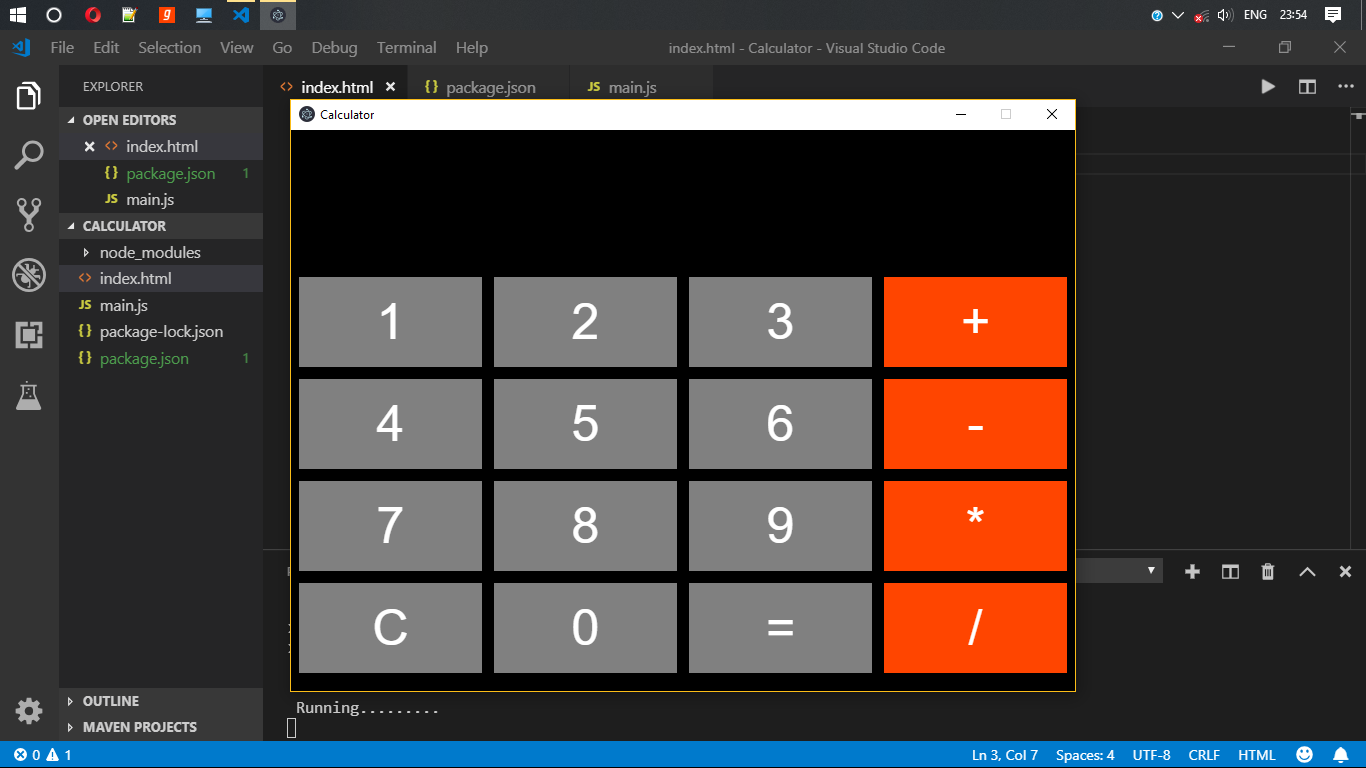 ENG 23:54
File Edit Selection View Go Debug Terminal Help index.html - Calculator - Visual Studio Code
EXPLORER
index.html package.json JS main.js
Calculator
OPEN EDITORS
index.html
package.json 1
JS main.js
CALCULATOR
node_modules
index.html
JS main.js
package-lock.json
package.json 1
OUTLINE
MAVEN PROJECTS
1 2 3 +
4 5 6 -
7 8 9 *
C 0 = /
Running.........
0 1 Ln 3, Col 7 Spaces: 4 UTF-8 CRLF HTML